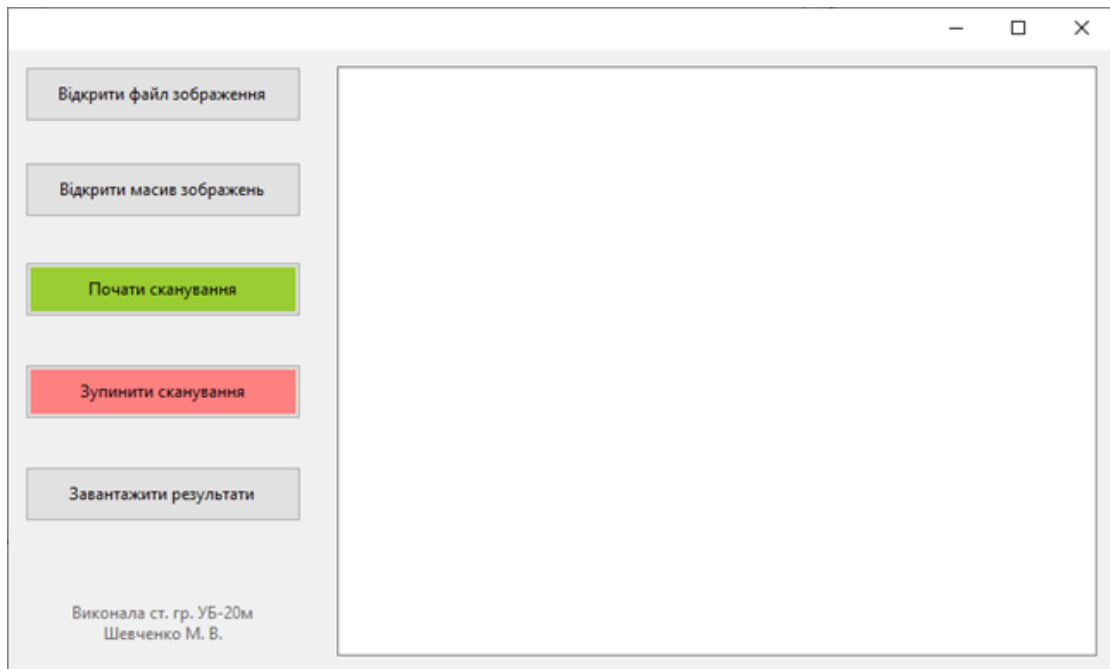 Відкрити файл зображення
Відкрити масив зображень
Почати сканування
Зупинити сканування
Завантажити результати
Виконала ст. гр. УБ-20м
Шевченко М. В.